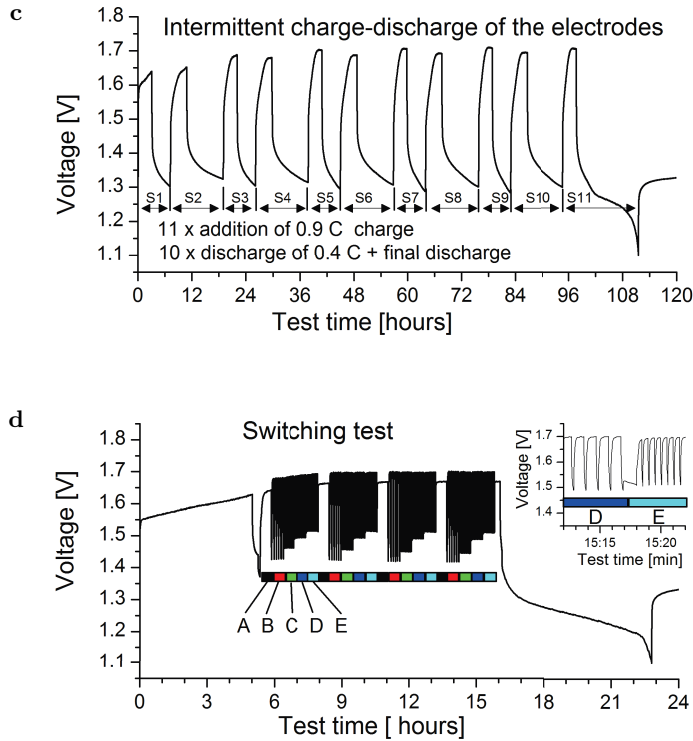 c
Intermittent charge-discharge of the electrodes
1.8
1.7
1.6
1.5
1.4
1.3
1.2
1.1
Voltage [V]
S1 S2 S3 S4 S5 S6 S7 S8 S9 S10 S11
11 x addition of 0.9 C charge
10 x discharge of 0.4 C + final discharge
0 12 24 36 48 60 72 84 96 108 120
Test time [hours]
d
Switching test
1.8
1.7
1.6
1.5
1.4
1.3
1.2
1.1
Voltage [V]
A B C D E
0 3 6 9 12 15 18 21 24
Test time [ hours]
1.7
1.6
1.5
1.4
Voltage [V]
D E
15:15 15:20
Test time [min]